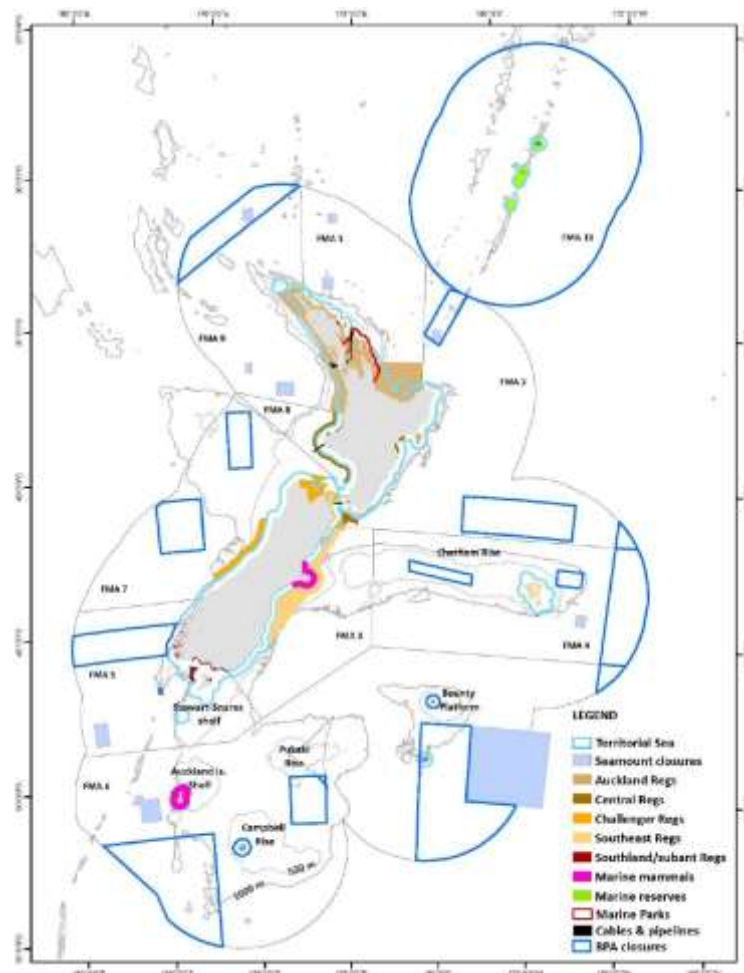 FMA 1
FMA 10
FMA 9
FMA 2
FMA 8
Chatham Rise
FMA 7
FMA 3
FMA 4
FMA 5
Stewart-Snares
shelf
Bounty
Platform
Pukaki
Rise
FMA 6
Auckland Is.
Shelf
Campbell
Rise
500 m
1000 m
LEGEND
Territorial Sea
Seamount closures
Auckland Regs
Central Regs
Challenger Regs
Southeast Regs
Southland/subant Regs
Marine mammals
Marine reserves
Marine Parks
Cables & pipelines
BPA closures